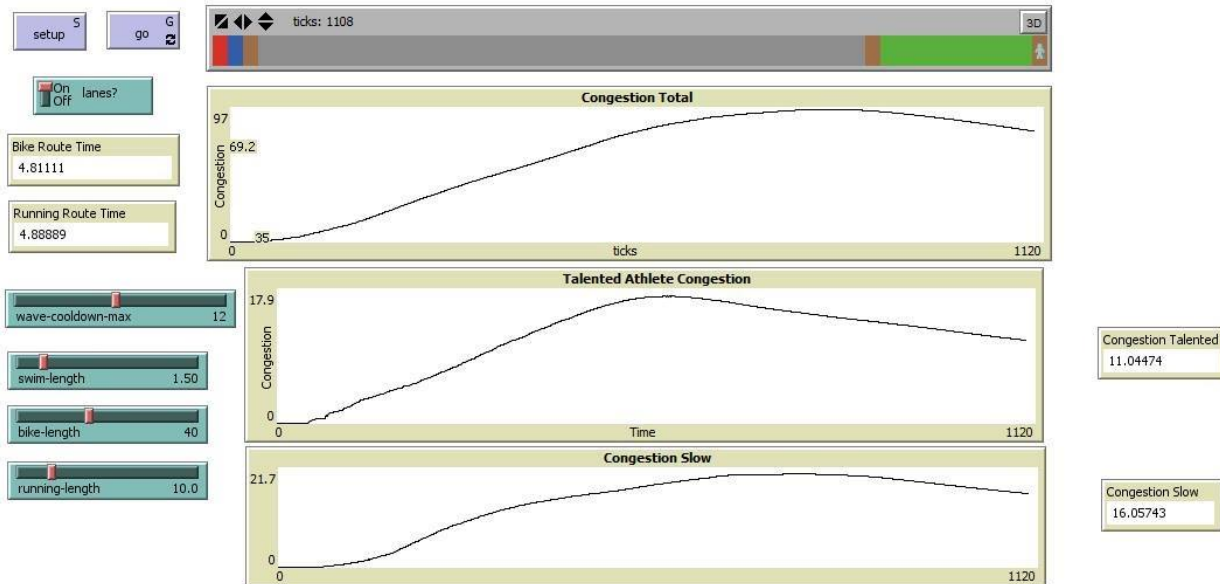 S
setup
G
go
ticks: 1108
3D
On
Off
lanes?
Bike Route Time
4.81111
Running Route Time
4.88889
wave-cooldown-max 12
swim-length 1.50
bike-length 40
running-length 10.0
Congestion Total
97
69.2
Congestion
0
35
0
ticks
1120
Talented Athlete Congestion
17.9
Congestion
0
0
Time
1120
Congestion Talented
11.04474
Congestion Slow
21.7
0
0
1120
Congestion Slow
16.05743